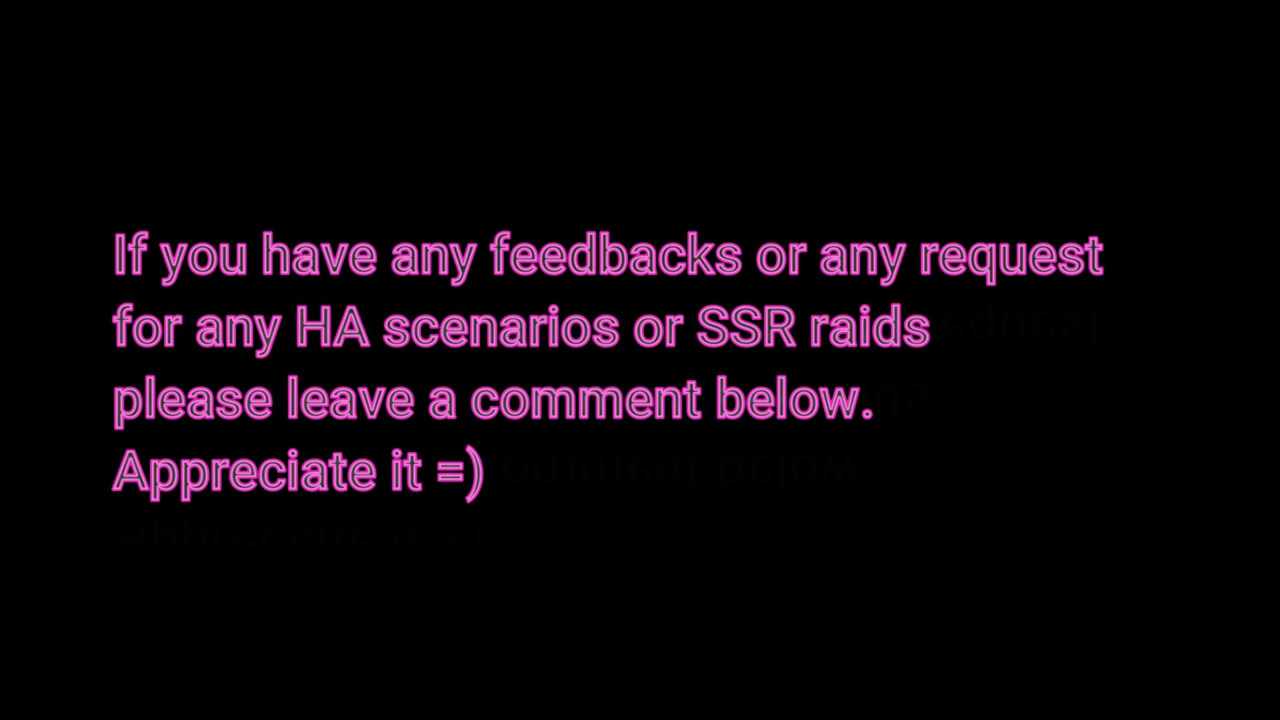 If you have any feedbacks or any request
for any HA scenarios or SSR raids
please leave a comment below.
Appreciate it =)